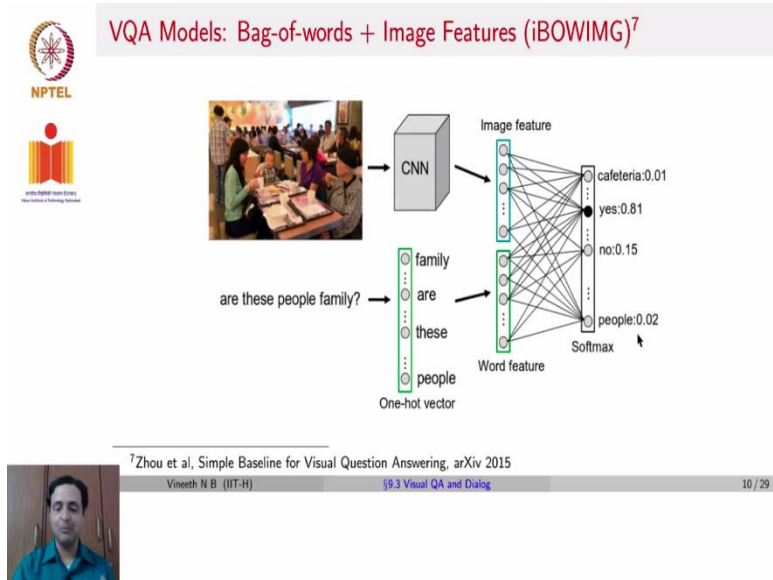 VQA Models: Bag-of-words + Image Features (iBOWIMG)7
NPTEL
Image feature
CNN
cafeteria:0.01
yes:0.81
no:0.15
people:0.02
Softmax
are these people family?
family
are
these
people
One-hot vector
Word feature
7Zhou et al, Simple Baseline for Visual Question Answering, arXiv 2015
Vineeth N B (IIT-H)
§9.3 Visual QA and Dialog
10 / 29